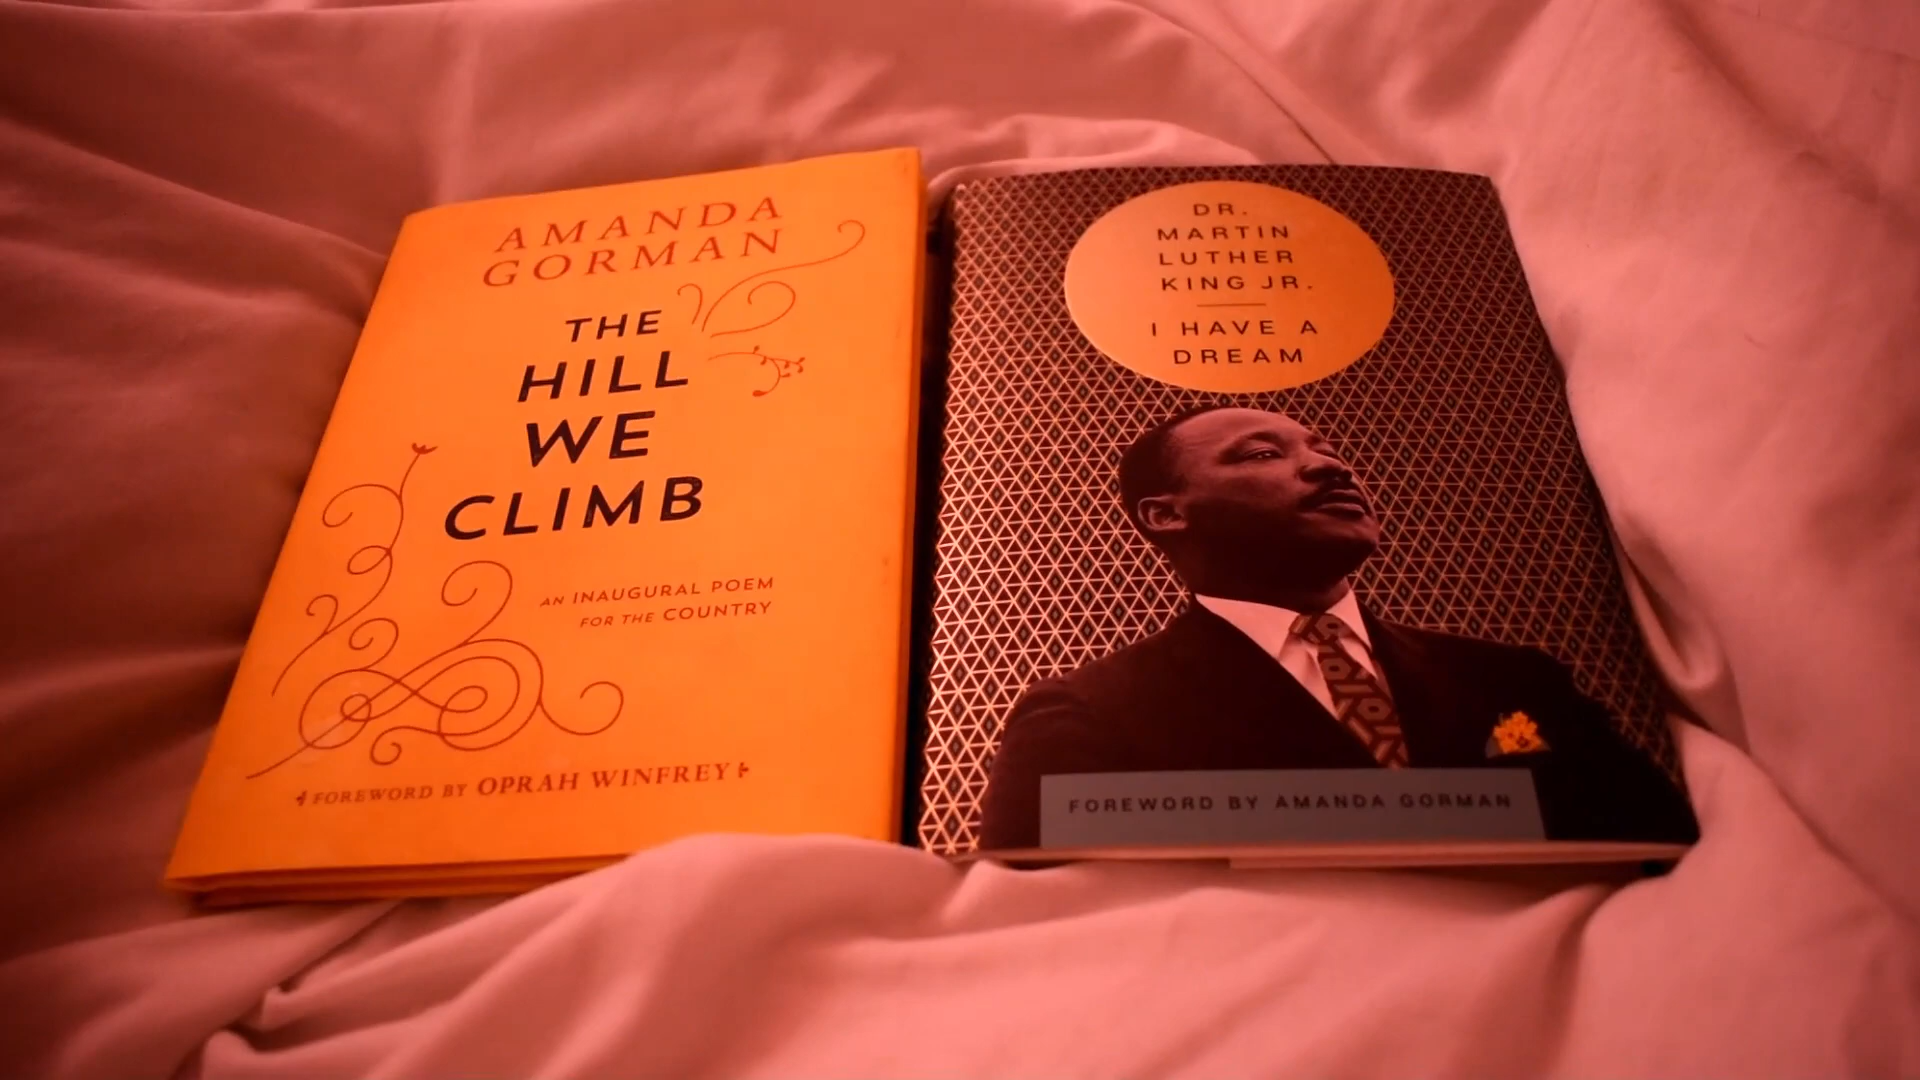 AMANDA
GORMAN
THE
HILL
WE
CLIMB
AN INAUGURAL POEM
FOR THE COUNTRY
FOREWORD BY OPRAH WINFREY
DR.
MARTIN
LUTHER
KING JR.
I HAVE A
DREAM
FOREWORD BY AMANDA GORMAN